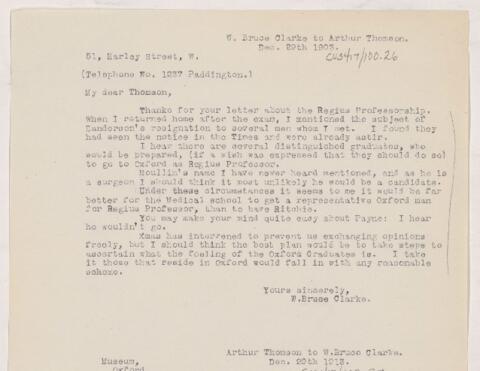 W. Bruce Clarke to Arthur Thomson.
Dec. 29th 1903.
51, Harley Street, W.
CUS4/17/100.26
(Telephone No. 1237 Paddington.)
My dear Thomson,
Thanks for your letter about the Regius Professorship.
When I returned home after the exam, I mentioned the subject of
Sanderson's resignation to several men whom I met. I found they
had seen the notice in the Times and were already astir.
I hear there are several distinguished graduates, who
would be prepared, (if a wish was expressed that they should do so)
to go to Oxford as Regius Professor.
Moullin's name I have never heard mentioned, and as he is
a surgeon I should think it most unlikely he would be a candidate.
Under these circumstances it seems to me it would be far
better for the Medical school to get a representative Oxford man
for Regius Professor, than to have Ritchie.
You may make your mind quite easy about Payne: I hear
he wouldn't go.
Xmas has intervened to prevent us exchanging opinions
freely, but I should think the best plan would be to take steps to
ascertain what the feeling of the Oxford Graduates is. I take
it those that reside in Oxford would fall in with any reasonable
scheme.
Yours sincerely,
W.Bruce Clarke.
Arthur Thomson to W.Bruce Clarke.
Museum,
Dec. 29th 1913.
Oxford